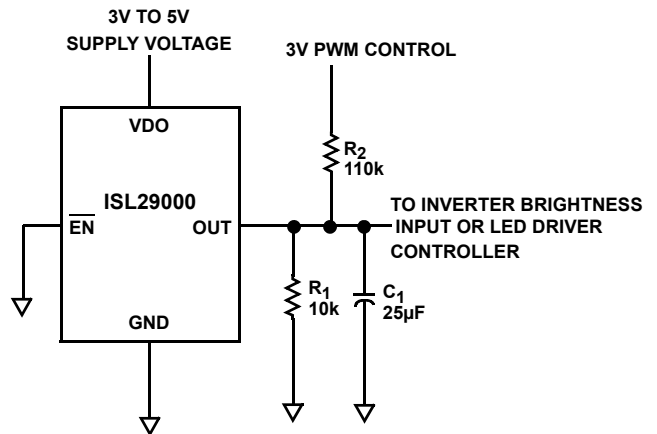 3V TO 5V
SUPPLY VOLTAGE
3V PWM CONTROL
VDO
R2
110k
ISL29000
EN
OUT
TO INVERTER BRIGHTNESS
INPUT OR LED DRIVER
CONTROLLER
R1
10k
C1
25µF
GND